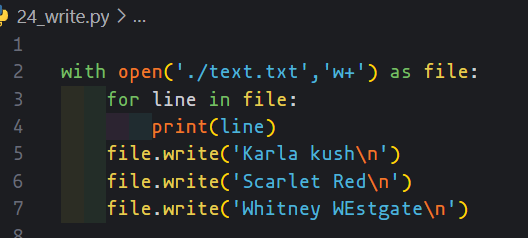 24_write.py > ...
1
2 with open('./text.txt','w+') as file:
3     for line in file:
4         print(line)
5     file.write('Karla kush\n')
6     file.write('Scarlet Red\n')
7     file.write('Whitney WEstgate\n')
8